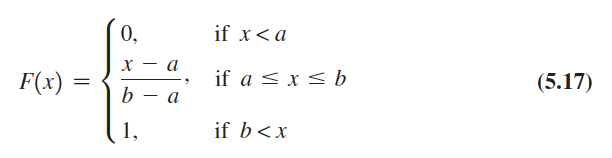 0, if x < a
F(x) = x − a / b − a, if a ≤ x ≤ b (5.17)
1, if b < x